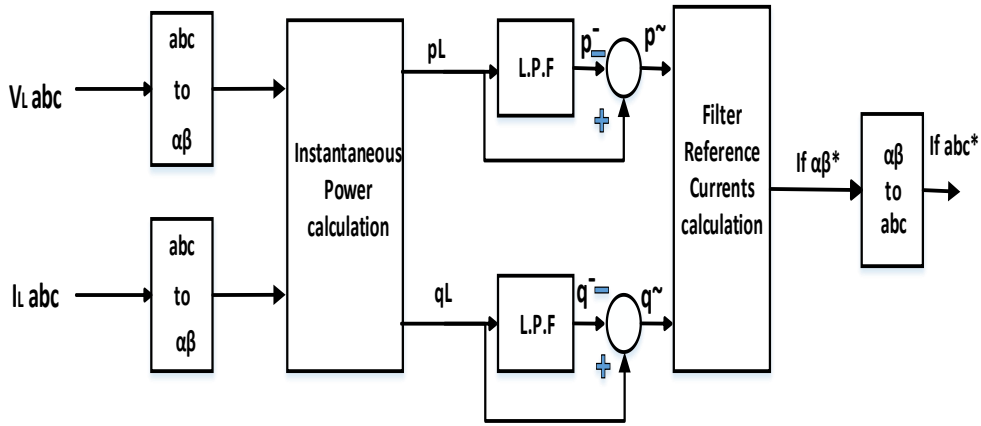 VL abc
abc
to
αβ
IL abc
abc
to
αβ
Instantaneous
Power
calculation
pL
L.P.F
p-
p~
qL
L.P.F
q-
q~
Filter
Reference
Currents
calculation
If αβ*
αβ
to
abc
If abc*